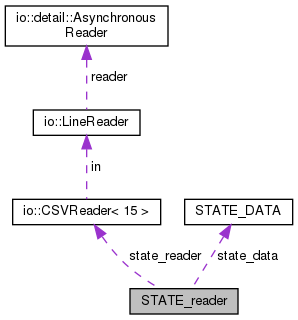 io::detail::Asynchronous
Reader
reader
io::LineReader
in
io::CSVReader< 15 >
STATE_DATA
state_reader
state_data
STATE_reader